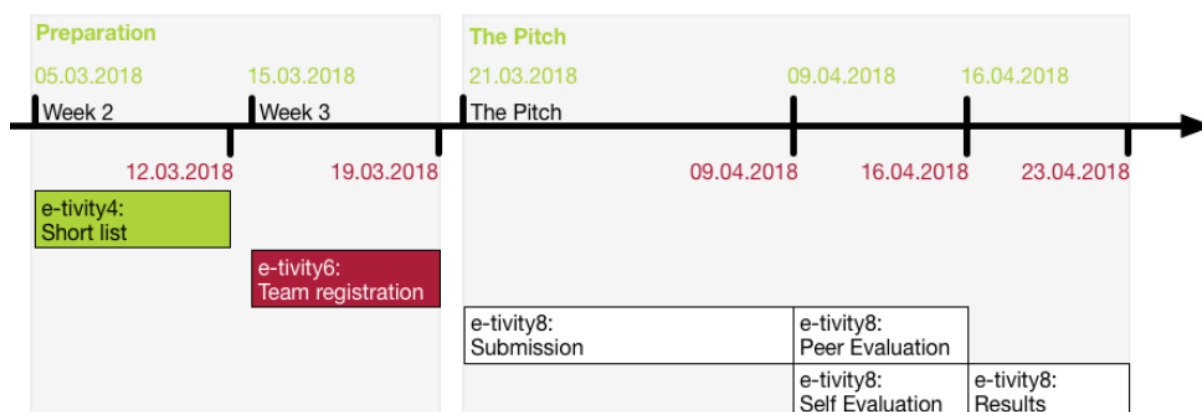 Preparation
The Pitch
05.03.2018
15.03.2018
21.03.2018
09.04.2018
16.04.2018
Week 2
Week 3
The Pitch
12.03.2018
19.03.2018
09.04.2018
16.04.2018
23.04.2018
e-tivity4:
Short list
e-tivity6:
Team registration
e-tivity8:
Submission
e-tivity8:
Peer Evaluation
e-tivity8:
Self Evaluation
e-tivity8:
Results